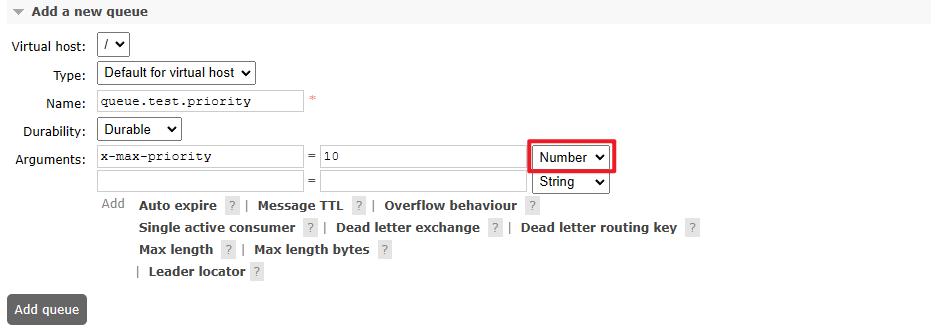 Add a new queue
Virtual host: /
Type: Default for virtual host
Name: queue.test.priority *
Durability: Durable
Arguments: x-max-priority = 10 Number
= String
Add Auto expire ? | Message TTL ? | Overflow behaviour ?
Single active consumer ? | Dead letter exchange ? | Dead letter routing key ?
Max length ? | Max length bytes ?
| Leader locator ?
Add queue